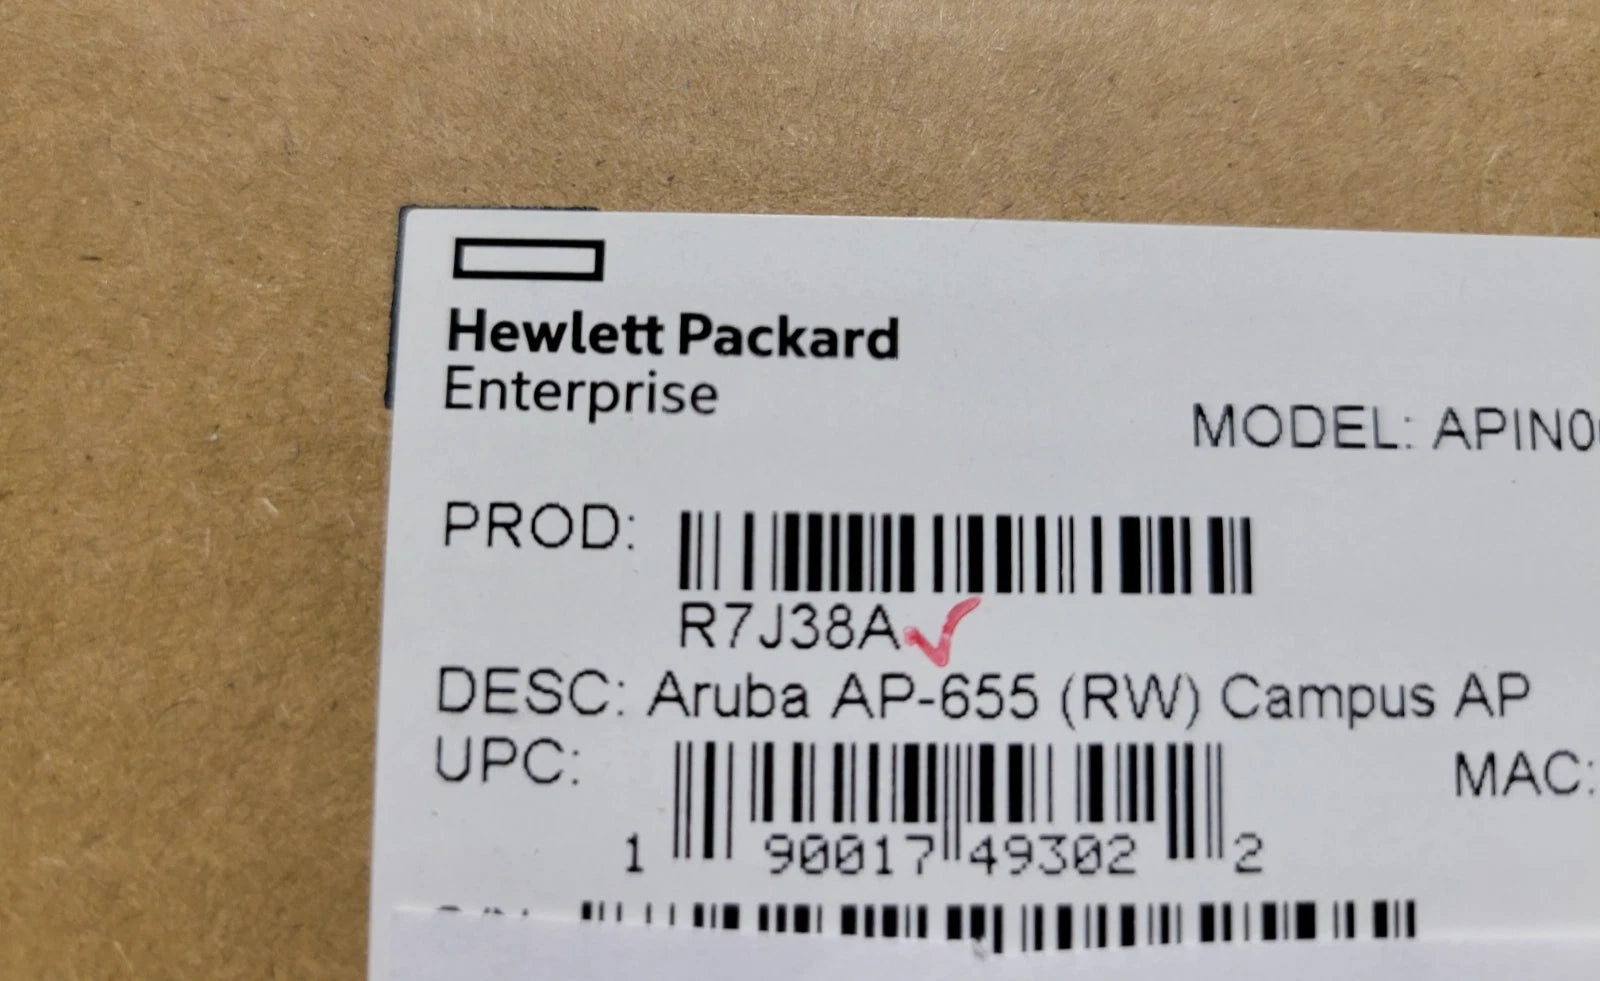 Hewlett Packard
Enterprise
MODEL: APIN0
PROD:
R7J38A
DESC: Aruba AP-655 (RW) Campus AP
UPC:
MAC:
1 90017 49302 2